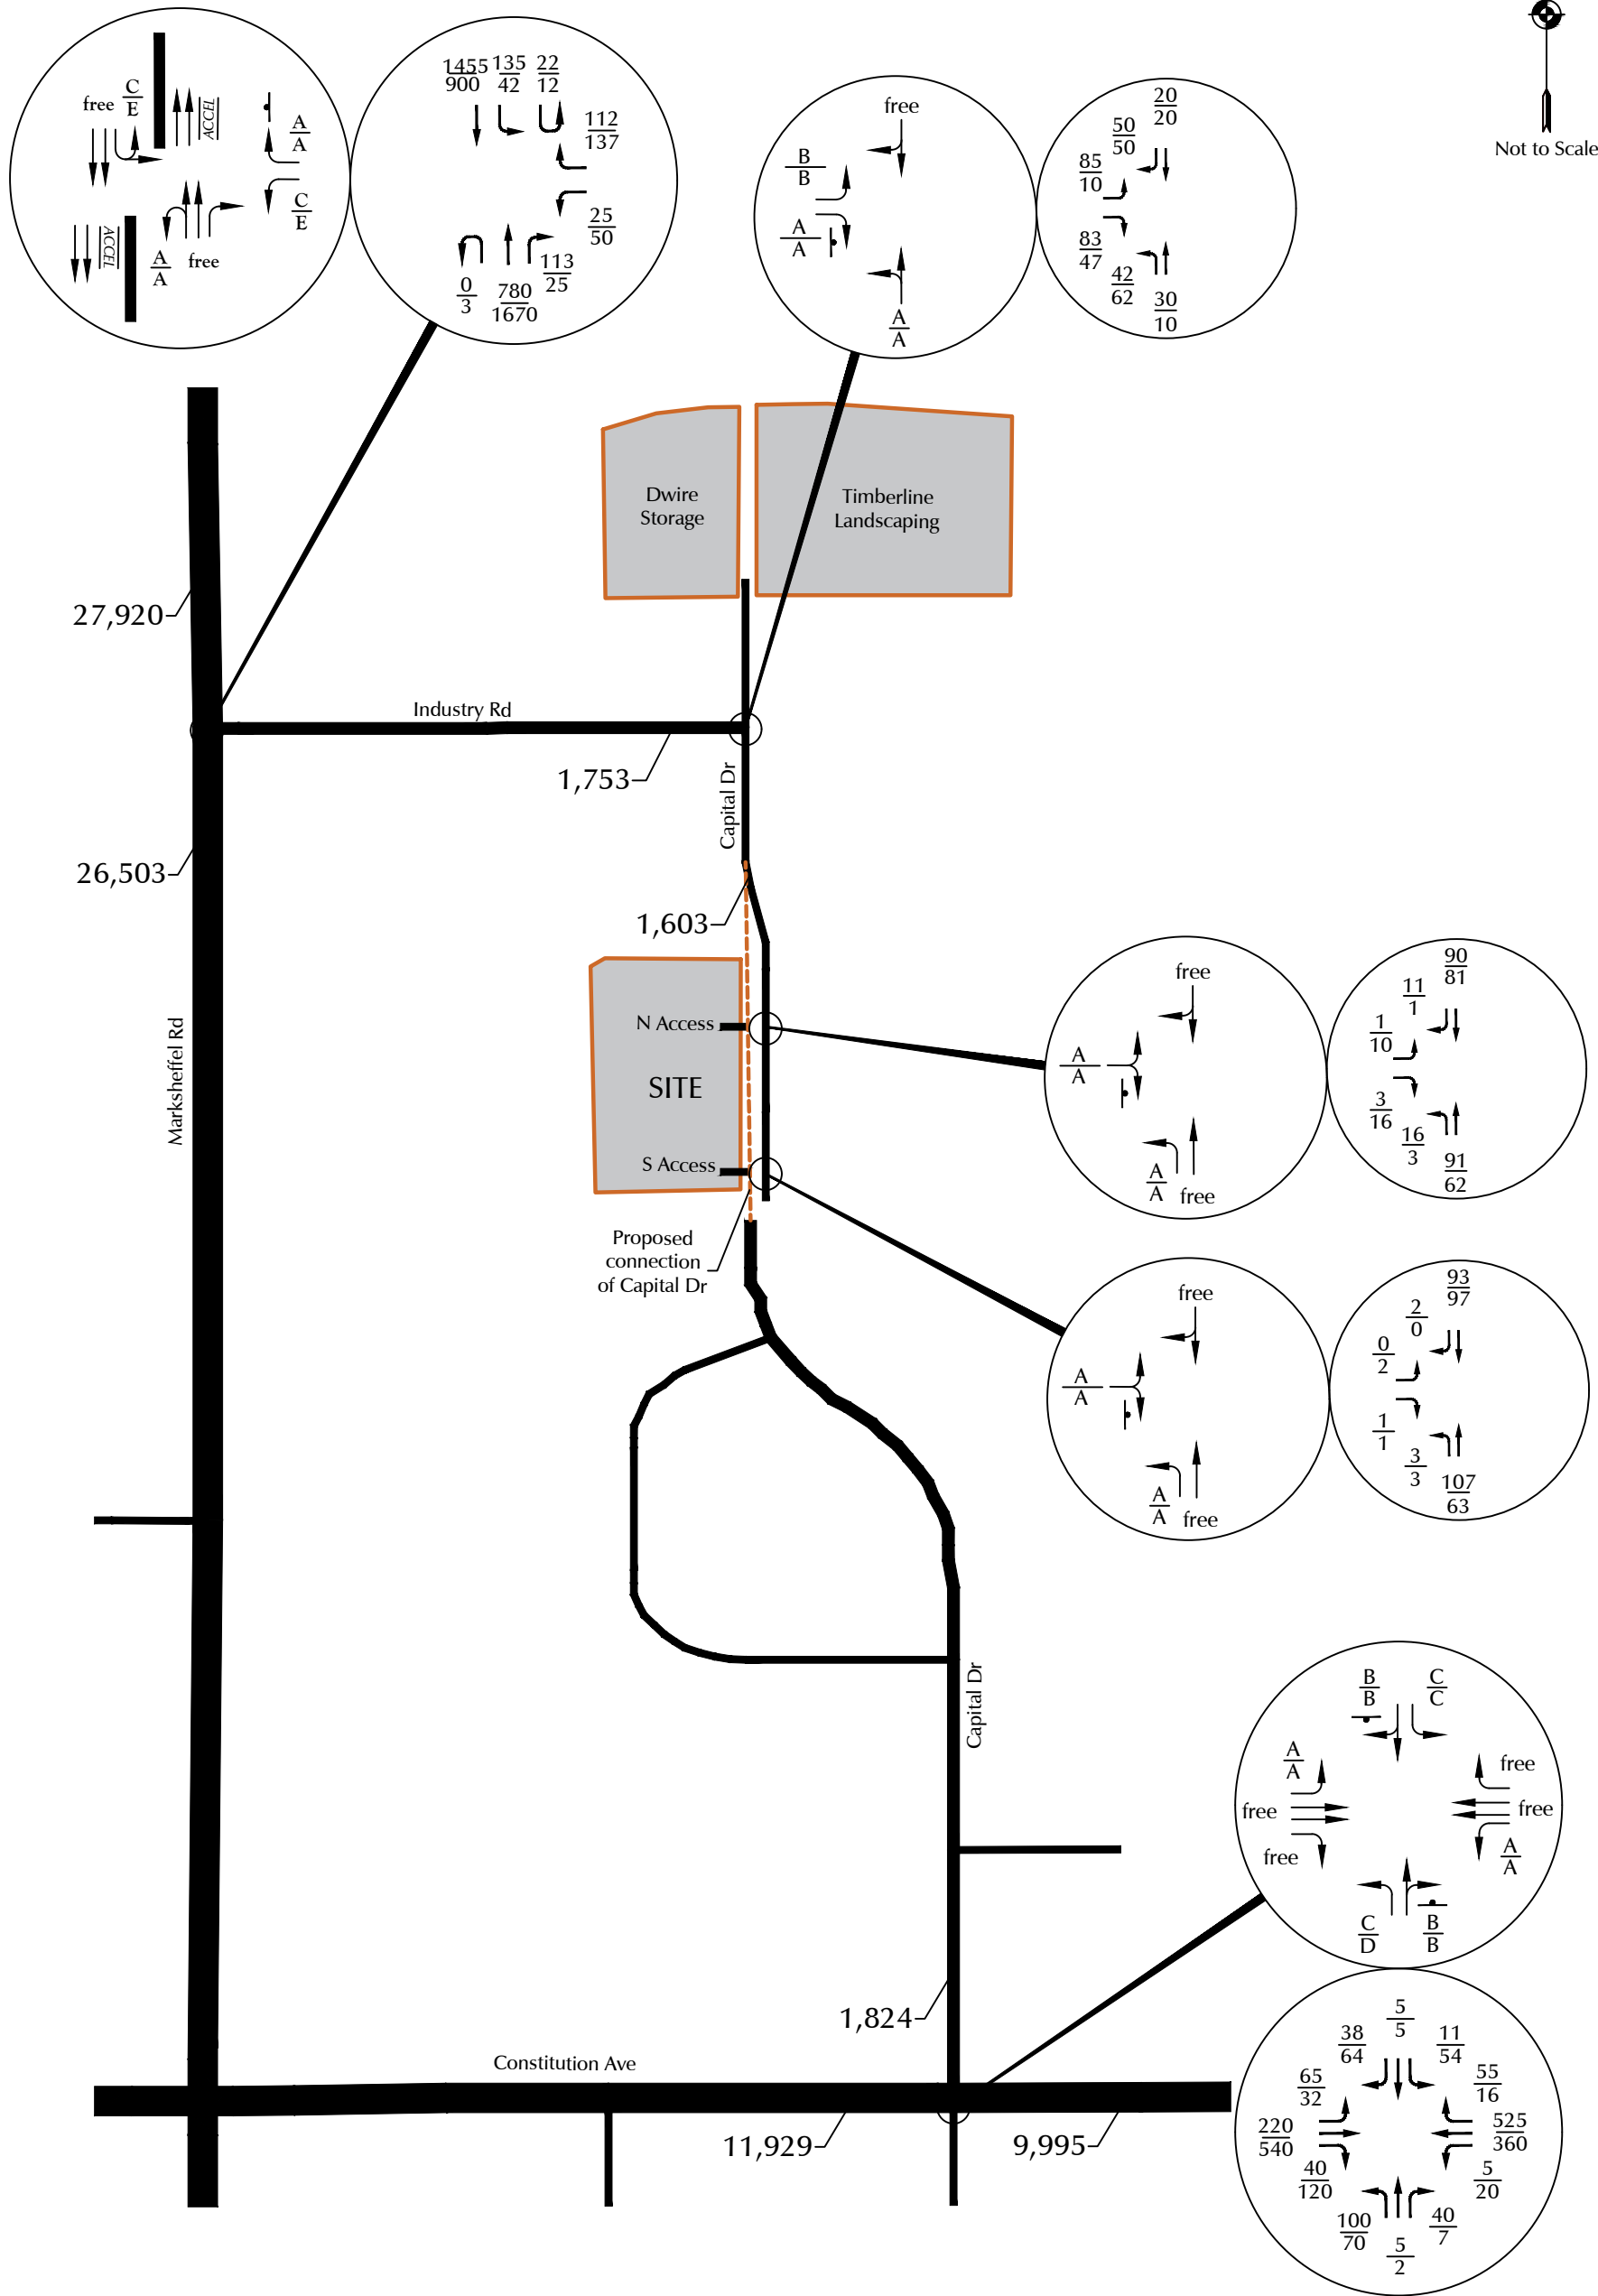 free
C
E
ACCEL
A
A
C
E
ACCEL
A
A
free
1455
900
135
42
22
12
112
137
25
50
0
3
780
1670
113
25
free
B
B
A
A
A
A
20
20
50
50
85
10
83
47
42
62
30
10
Not to Scale
Dwire
Storage
Timberline
Landscaping
27,920
Industry Rd
1,753
Capital Dr
26,503
1,603
Marksheffel Rd
N Access
SITE
S Access
Proposed
connection
of Capital Dr
free
A
A
A
A
free
90
81
11
1
1
10
3
16
16
3
91
62
free
A
A
A
A
free
93
97
2
0
0
2
1
1
3
3
107
63
Capital Dr
B
B
C
C
A
A
free
free
free
free
free
A
A
C
D
B
B
1,824
Constitution Ave
11,929
9,995
5
5
38
64
11
54
65
32
55
16
220
540
525
360
40
120
5
20
100
70
40
7
5
2